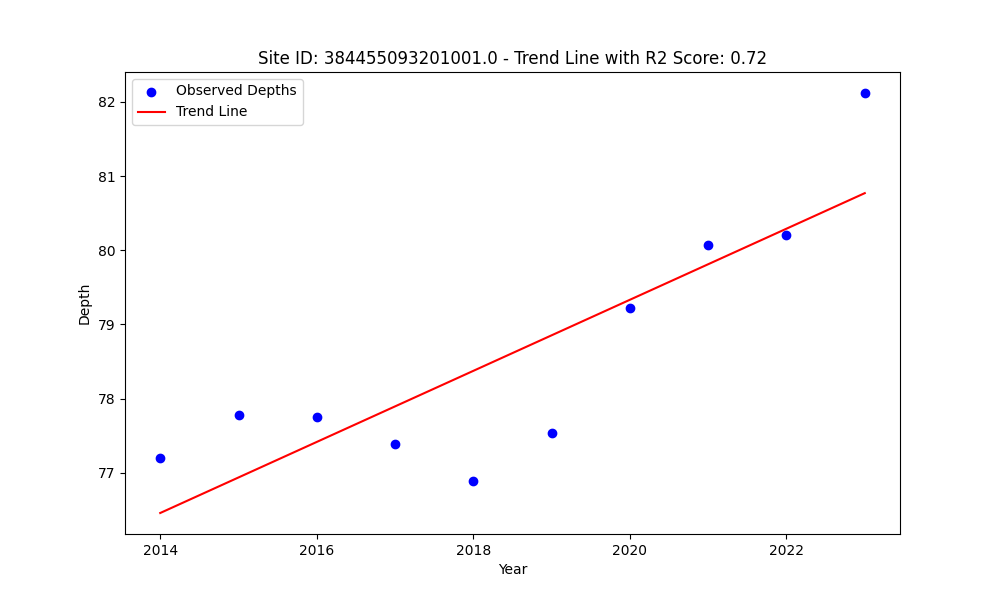 Site ID: 384455093201001.0 - Trend Line with R2 Score: 0.72
Observed Depths
Trend Line
82
81
80
79
78
77
Depth
2014
2016
2018
2020
2022
Year